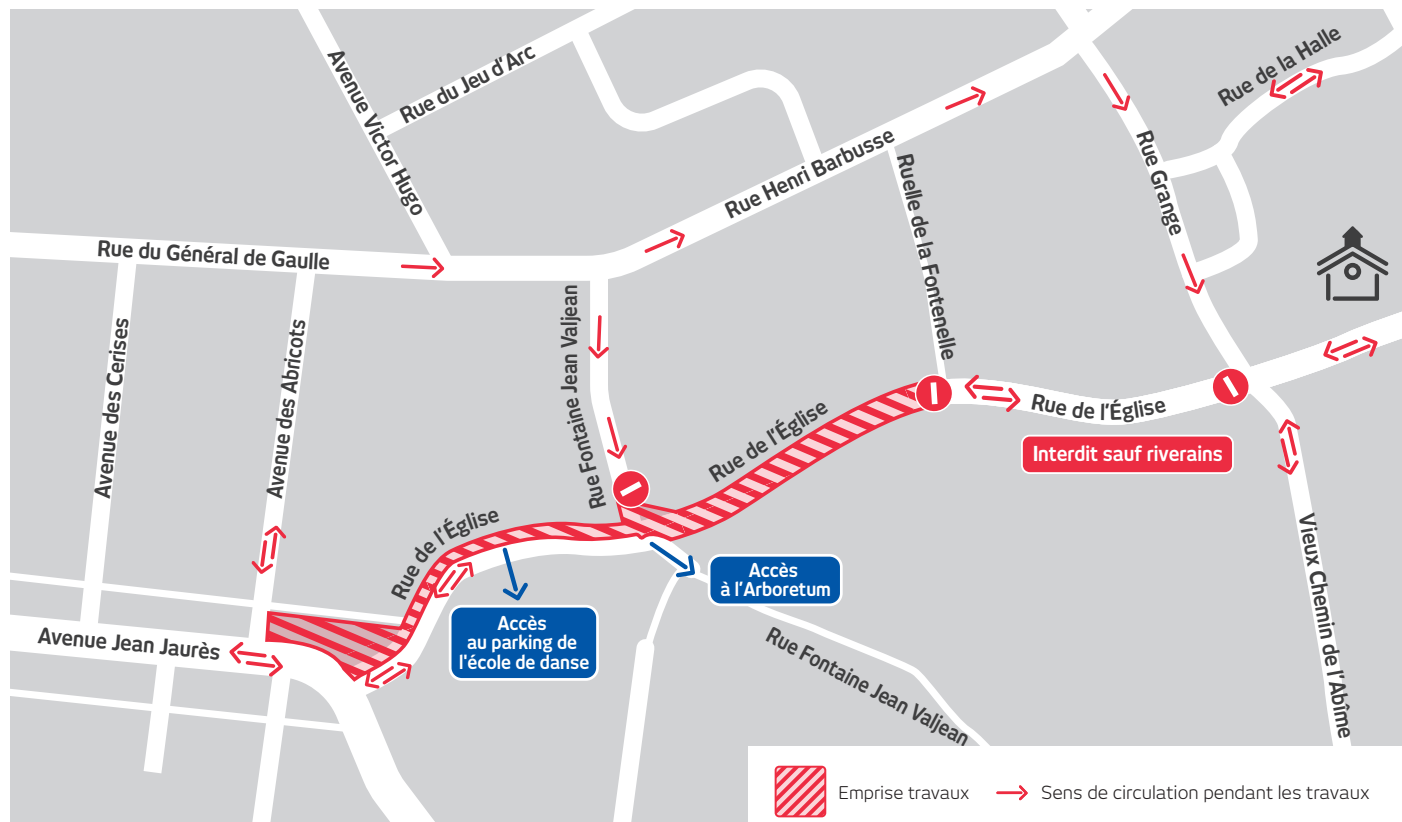 Avenue Victor Hugo
Rue du Jeu d'Arc
Rue de la Halle
Rue Henri Barbusse
Rue Grange
Ruelle de la Fontenelle
Rue du Général de Gaulle
Avenue des Cerises
Avenue des Abricots
Rue Fontaine Jean Valjean
Rue de l'Église
Rue de l'Église
Interdit sauf riverains
Rue de l'Église
Accès
à l'Arboretum
Accès
au parking de
l'école de danse
Avenue Jean Jaurès
Rue Fontaine Jean Valjean
Vieux Chemin de l'Abîme
Emprise travaux
Sens de circulation pendant les travaux